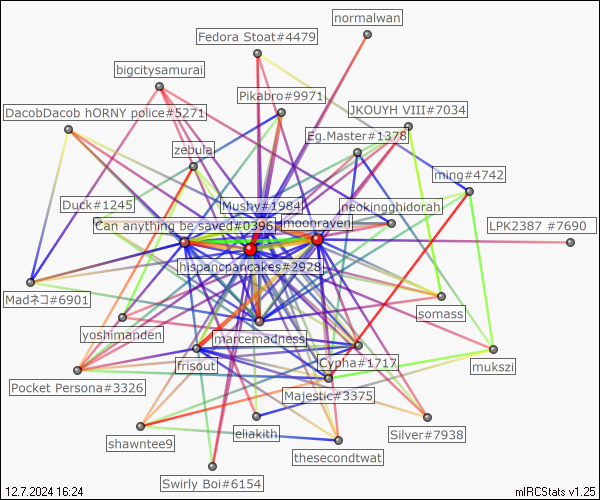 normalwan
Fedora Stoat#4479
bigcitysamurai
Pikabro#9971
DacobDacob hORNY police#5271
JKOUYH VIII#7034
Eg.Master#1378
zebula
ming#4742
Duck#1245
Mushy#1984
neokingghidorah
Can anything be saved#0396
moonraven
LPK2387 #7690
hispancpancakes#2928
Madネコ#6901
somass
yoshimanden
marcemadness
frisout
Cypha#1717
mukszi
Pocket Persona#3326
Majestic#3375
shawntee9
eliakith
Silver#7938
thesecondtwat
Swirly Boi#6154
12.7.2024 16:24
mIRCStats v1.25